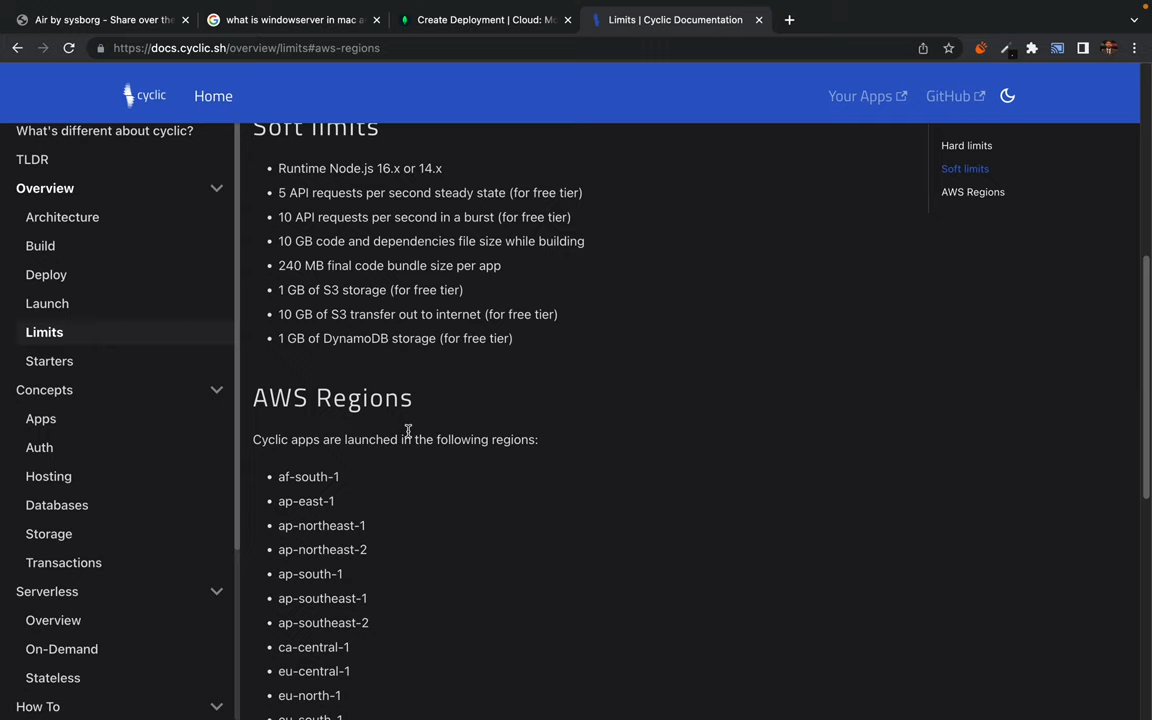 Air by sysborg - Share over the
what is windowserver in mac a
Create Deployment | Cloud: Mo
Limits | Cyclic Documentation
https://docs.cyclic.sh/overview/limits#aws-regions
cyclic
Home
Your Apps
GitHub
What's different about cyclic?
TLDR
Overview
Architecture
Build
Deploy
Launch
Limits
Starters
Concepts
Apps
Auth
Hosting
Databases
Storage
Transactions
Serverless
Overview
On-Demand
Stateless
How To
Soft limits
• Runtime Node.js 16.x or 14.x
• 5 API requests per second steady state (for free tier)
• 10 API requests per second in a burst (for free tier)
• 10 GB code and dependencies file size while building
• 240 MB final code bundle size per app
• 1 GB of S3 storage (for free tier)
• 10 GB of S3 transfer out to internet (for free tier)
• 1 GB of DynamoDB storage (for free tier)
AWS Regions
Cyclic apps are launched in the following regions:
• af-south-1
• ap-east-1
• ap-northeast-1
• ap-northeast-2
• ap-south-1
• ap-southeast-1
• ap-southeast-2
• ca-central-1
• eu-central-1
• eu-north-1
• eu-south-1
Hard limits
Soft limits
AWS Regions